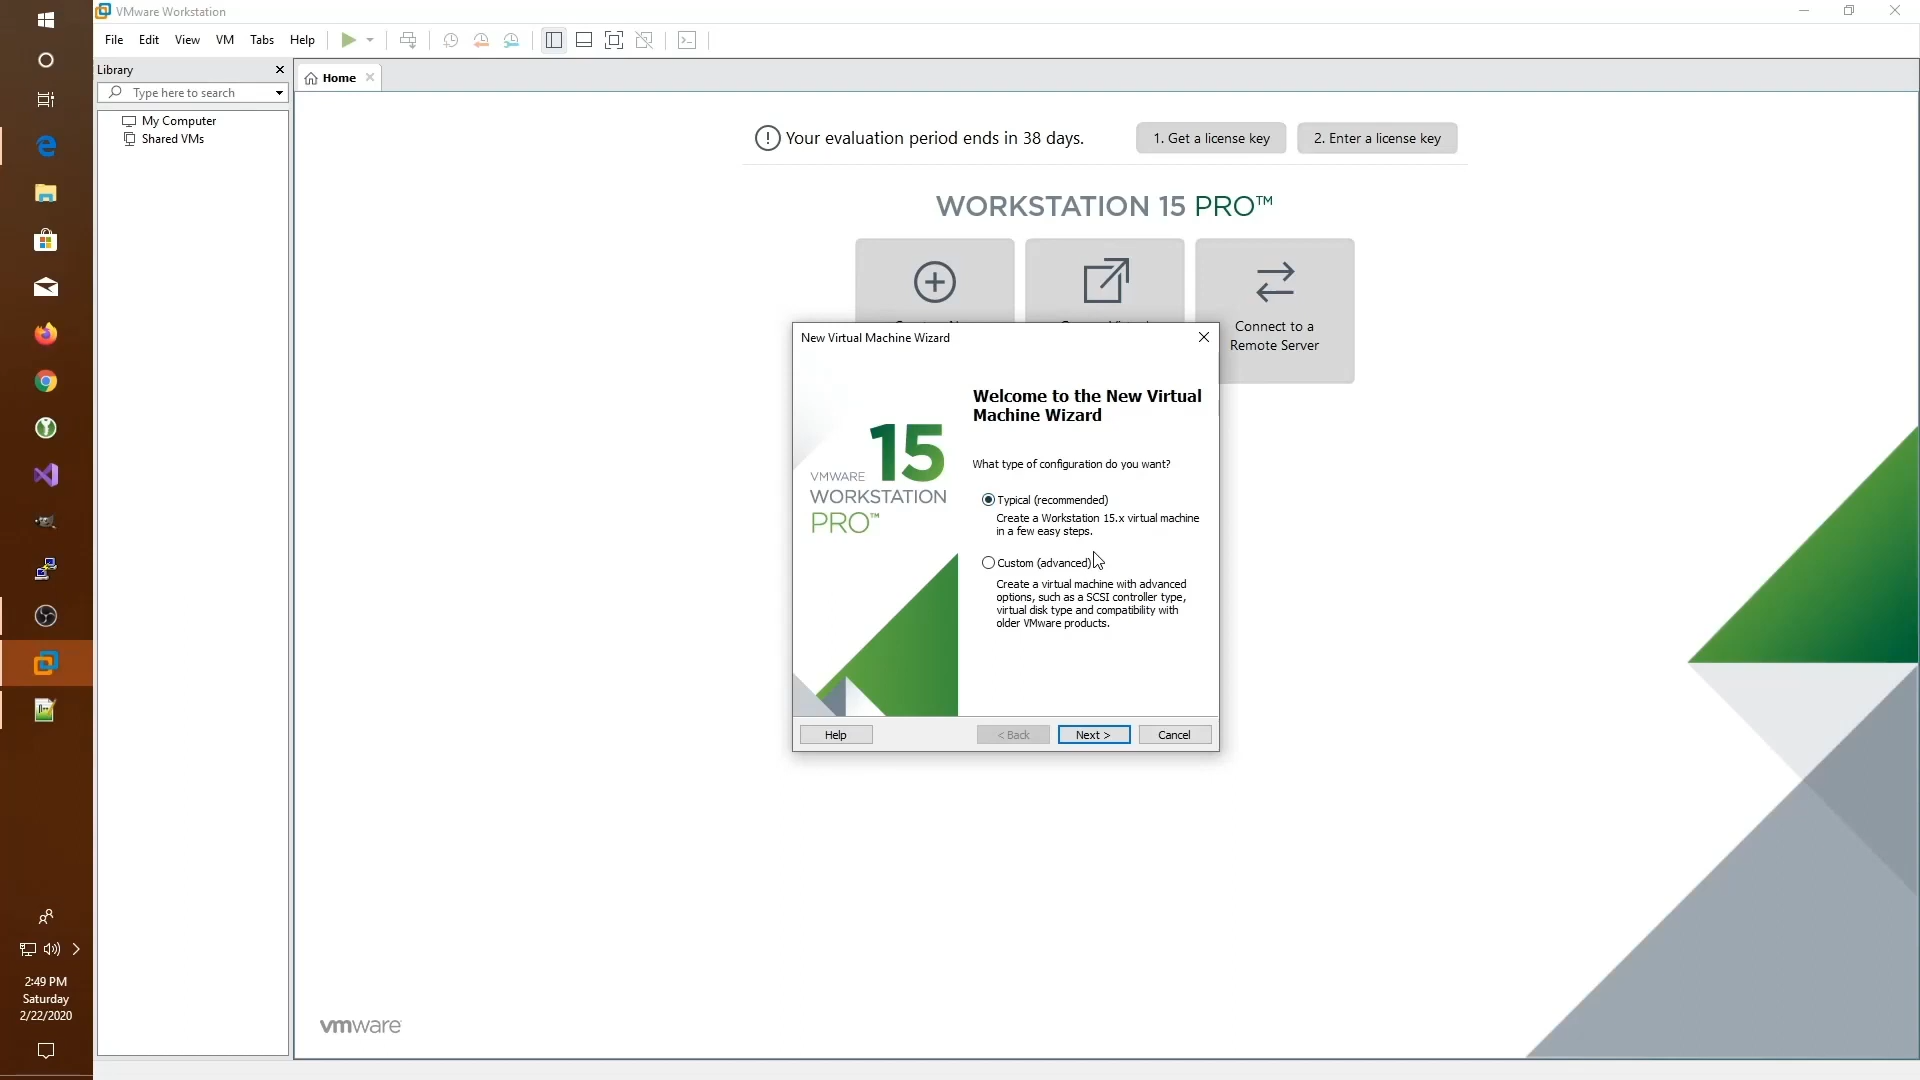 VMware Workstation
File Edit View VM Tabs Help
Library
Type here to search
My Computer
Shared VMs
Home
Your evaluation period ends in 38 days.
1. Get a license key
2. Enter a license key
WORKSTATION 15 PRO™
Connect to a
Remote Server
New Virtual Machine Wizard
15
VMWARE
WORKSTATION
PRO™
Welcome to the New Virtual
Machine Wizard
What type of configuration do you want?
Typical (recommended)
Create a Workstation 15.x virtual machine
in a few easy steps.
Custom (advanced)
Create a virtual machine with advanced
options, such as a SCSI controller type,
virtual disk type and compatibility with
older VMware products.
Help
< Back
Next >
Cancel
vmware
2:49 PM
Saturday
2/22/2020